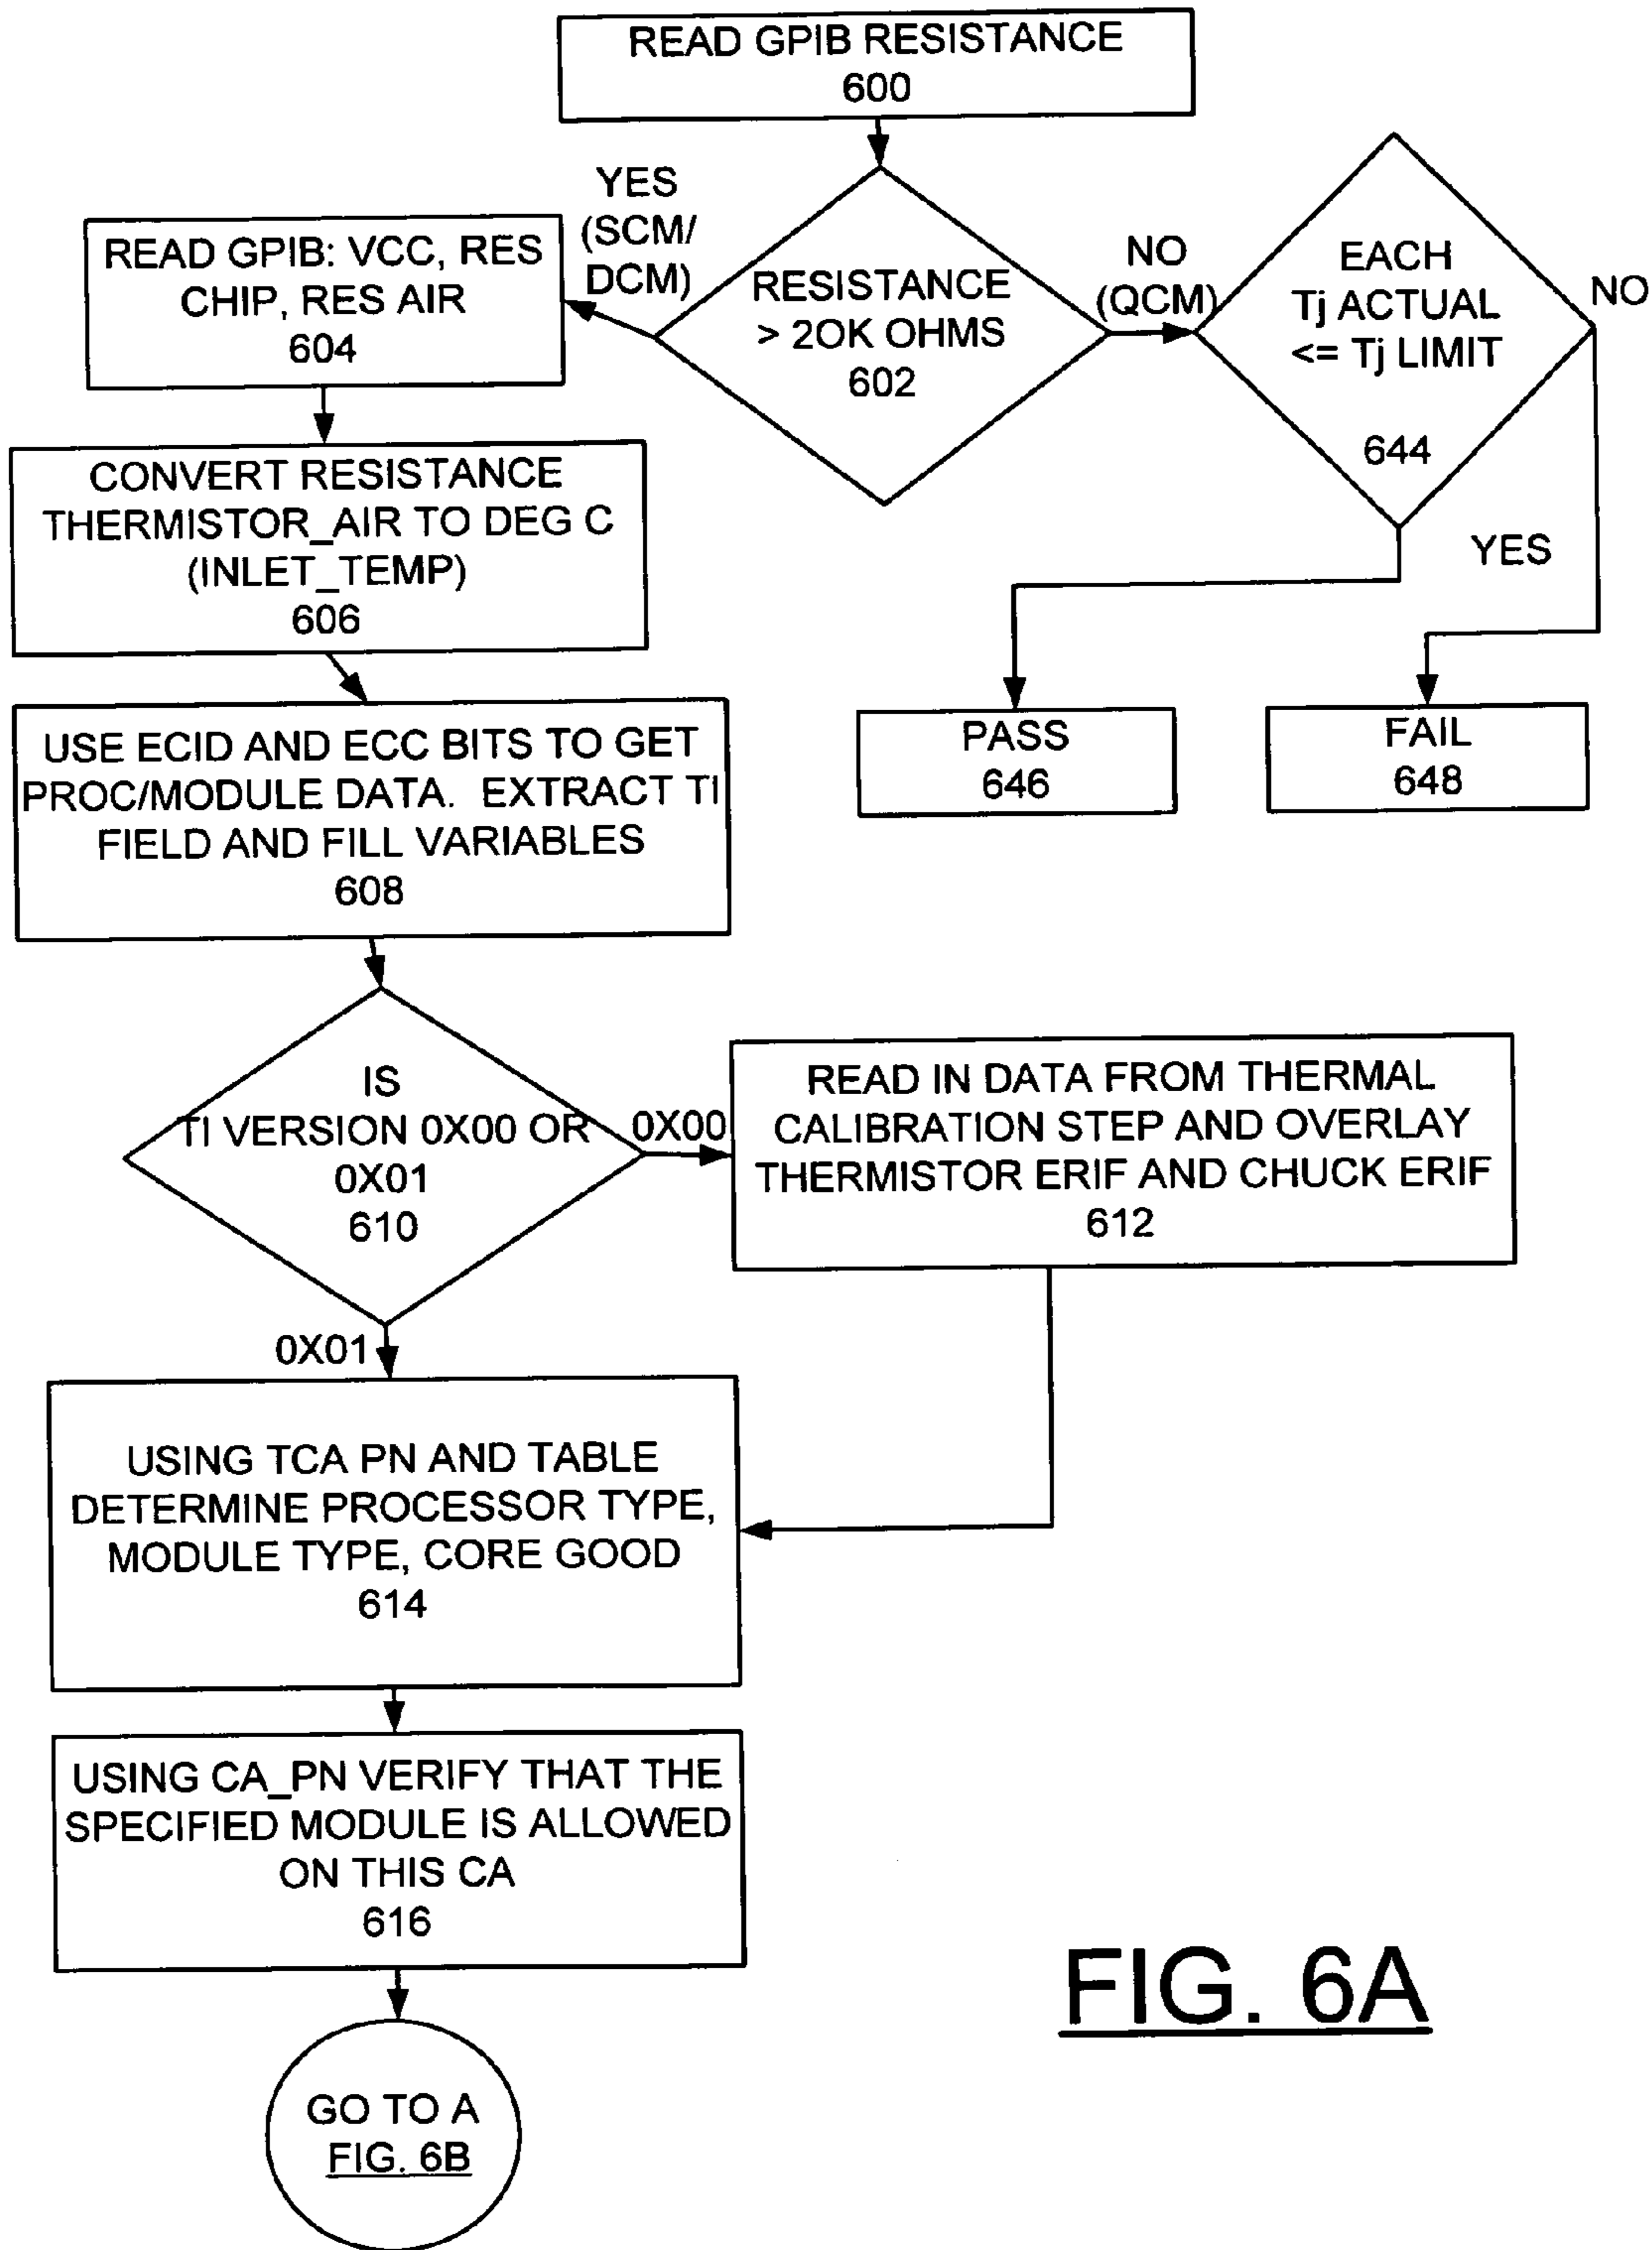 READ GPIB RESISTANCE
600
YES
(SCM/
DCM)
RESISTANCE
> 20K OHMS
602
NO
(QCM)
EACH
Tj ACTUAL
<= Tj LIMIT
644
NO
YES
READ GPIB: VCC, RES
CHIP, RES AIR
604
CONVERT RESISTANCE
THERMISTOR_AIR TO DEG C
(INLET_TEMP)
606
PASS
646
FAIL
648
USE ECID AND ECC BITS TO GET
PROC/MODULE DATA. EXTRACT TI
FIELD AND FILL VARIABLES
608
IS
TI VERSION 0X00 OR
0X01
610
0X00
READ IN DATA FROM THERMAL
CALIBRATION STEP AND OVERLAY
THERMISTOR ERIF AND CHUCK ERIF
612
0X01
USING TCA PN AND TABLE
DETERMINE PROCESSOR TYPE,
MODULE TYPE, CORE GOOD
614
USING CA_PN VERIFY THAT THE
SPECIFIED MODULE IS ALLOWED
ON THIS CA
616
GO TO A
FIG. 6B
FIG. 6A